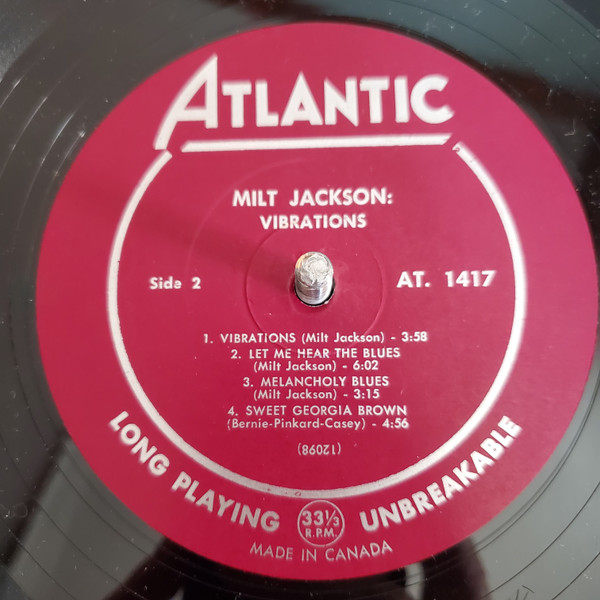 ATLANTIC
MILT JACKSON:
VIBRATIONS
Side 2
AT. 1417
1. VIBRATIONS (Milt Jackson) - 3:58
2. LET ME HEAR THE BLUES
(Milt Jackson) - 6:02
3. MELANCHOLY BLUES
(Milt Jackson) - 3:15
4. SWEET GEORGIA BROWN
(Bernie-Pinkard-Casey) - 4:56
(12098)
LONG PLAYING 33⅓ UNBREAKABLE
R.P.M.
MADE IN CANADA